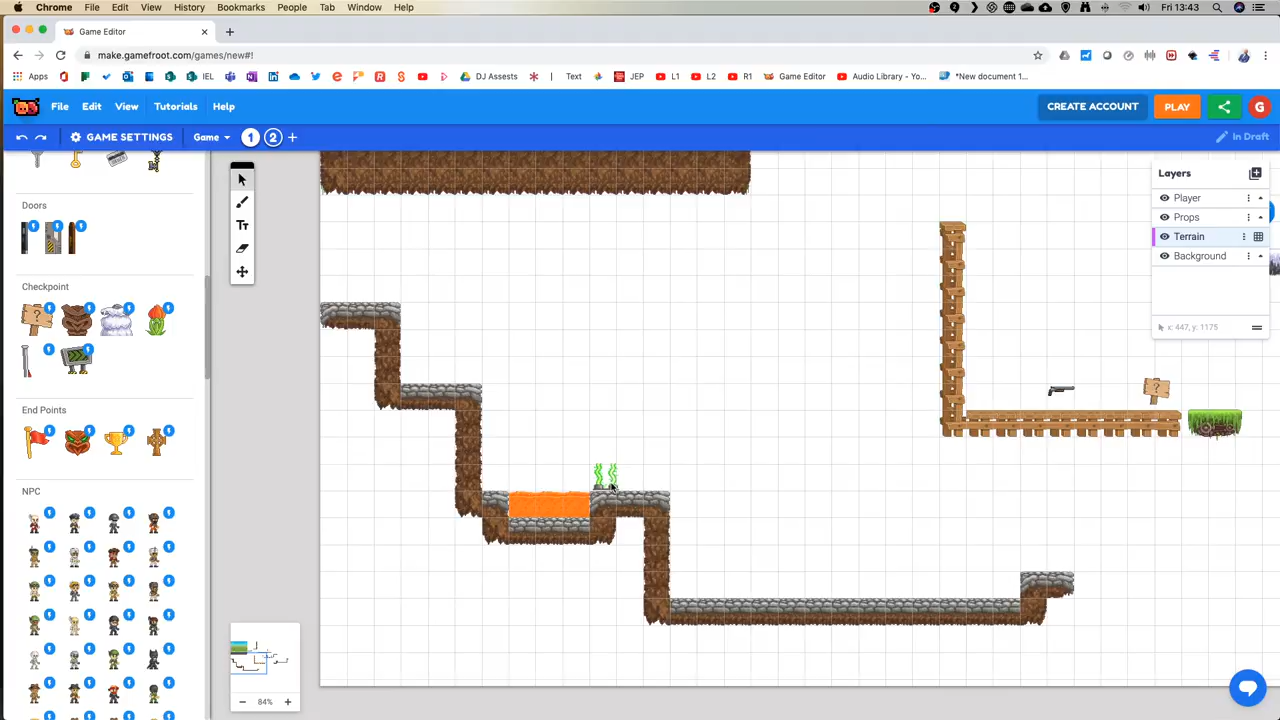 Chrome File Edit View History Bookmarks People Tab Window Help
Fri 13:43
Game Editor
make.gamefroot.com/games/new#!
Apps
IEL
DJ Assests
Text
JEP
L1
L2
R1
Game Editor
Audio Library - Yo...
*New document 1...
File Edit View Tutorials Help
CREATE ACCOUNT
PLAY
G
GAME SETTINGS
Game
1
2
In Draft
Doors
Checkpoint
End Points
NPC
Tт
Layers
Player
Props
Terrain
Background
x: 447, y: 1175
?
?
84%